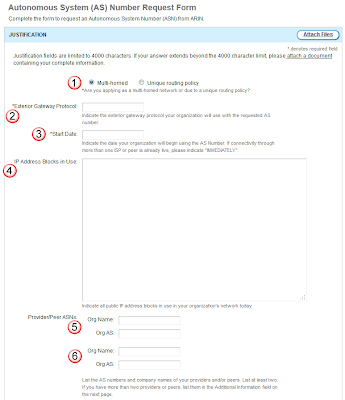 Autonomous System (AS) Number Request Form
Complete the form to request an Autonomous System Number (ASN) from ARIN.
JUSTIFICATION
Attach Files
* denotes required field
Justification fields are limited to 4000 characters. If your answer extends beyond the 4000 character limit, please attach a document
containing your complete information.
1
Multi-homed
Unique routing policy
*Are you applying as a multi-homed network or due to a unique routing policy?
*Exterior Gateway Protocol:
2
Indicate the exterior gateway protocol your organization will use with the requested AS
number.
3
*Start Date:
Indicate the date your organization will begin using the AS Number. If connectivity through
more than one ISP or peer is already live, please indicate "IMMEDIATELY"
IP Address Blocks in Use:
4
Indicate all public IP address blocks in use in your organization's network today.
Provider/Peer ASNs:
Org Name:
5
Org AS:
Org Name:
6
Org AS:
List the AS numbers and company names of your providers and/or peers. List at least two.
If you have more than two providers or peers, list them in the Additional Information field on
the next page.